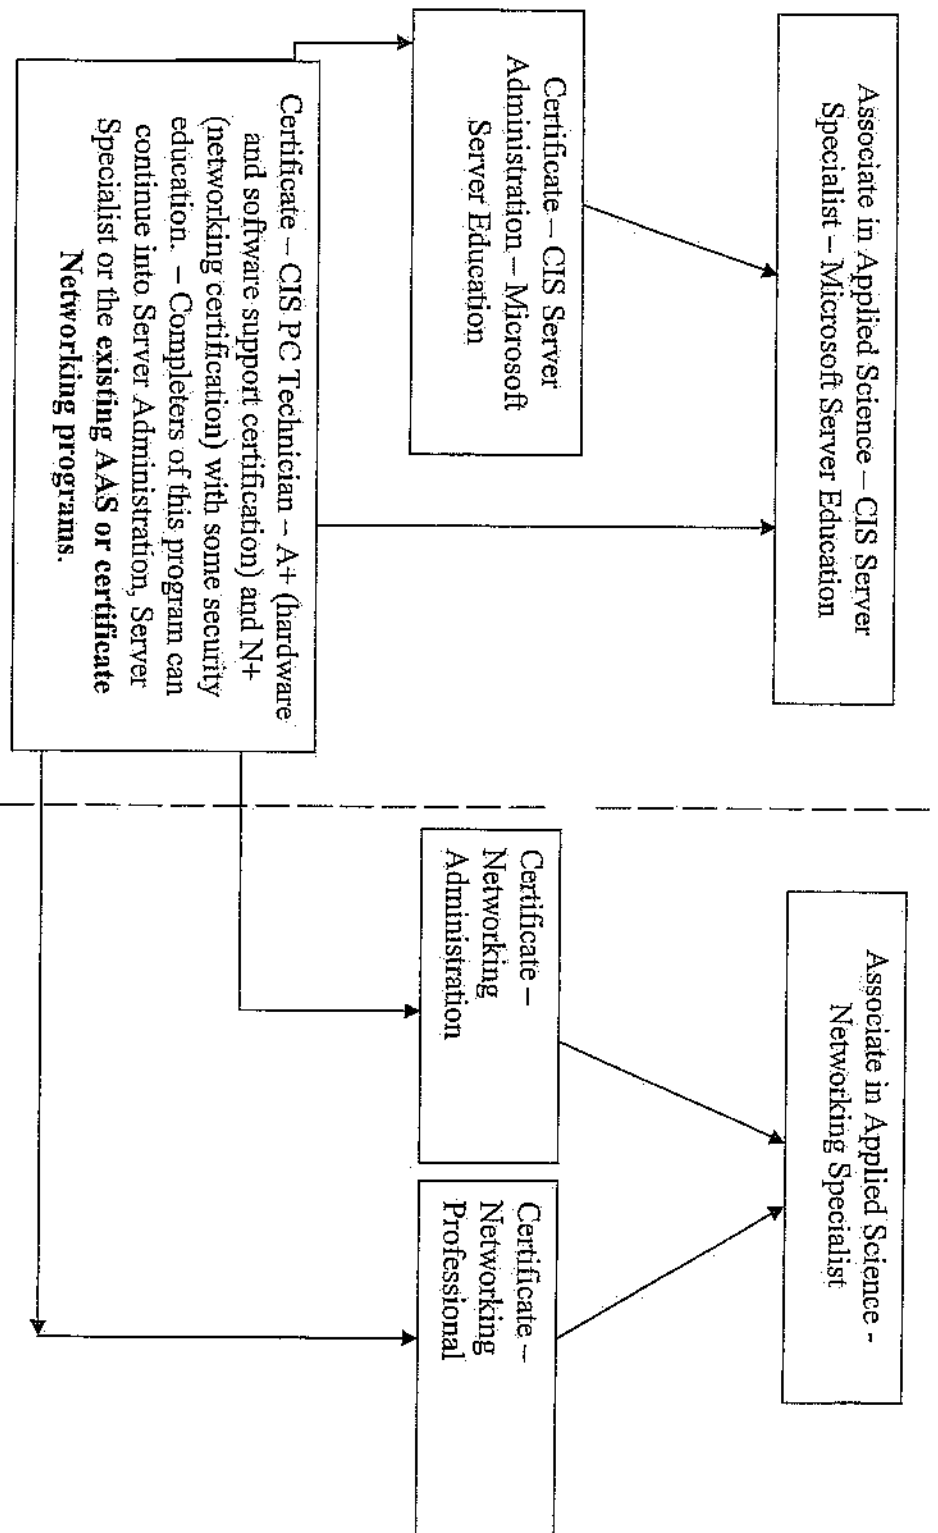 Associate in Applied Science – CIS Server
Specialist – Microsoft Server Education
Associate in Applied Science -
Networking Specialist
Certificate – CIS Server
Administration – Microsoft
Server Education
Certificate –
Networking
Administration
Certificate –
Networking
Professional
Certificate – CIS PC Technician – A+ (hardware
and software support certification) and N+
(networking certification) with some security
education. – Completers of this program can
continue into Server Administration, Server
Specialist or the existing AAS or certificate
Networking programs.